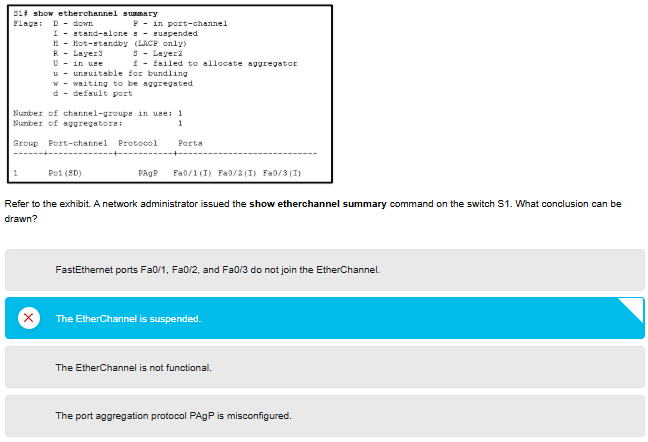 S1# show etherchannel summary
Flags: D - down P - in port-channel
I - stand-alone s - suspended
H - Hot-standby (LACP only)
R - Layer3 S - Layer2
U - in use f - failed to allocate aggregator
u - unsuitable for bundling
w - waiting to be aggregated
d - default port
Number of channel-groups in use: 1
Number of aggregators: 1
Group Port-channel Protocol Ports
------+-------------+-----------+-----------------------------
1 Po1(SD) PAgP Fa0/1(I) Fa0/2(I) Fa0/3(I)
Refer to the exhibit. A network administrator issued the show etherchannel summary command on the switch S1. What conclusion can be
drawn?
FastEthernet ports Fa0/1, Fa0/2, and Fa0/3 do not join the EtherChannel.
The EtherChannel is suspended.
The EtherChannel is not functional.
The port aggregation protocol PAgP is misconfigured.